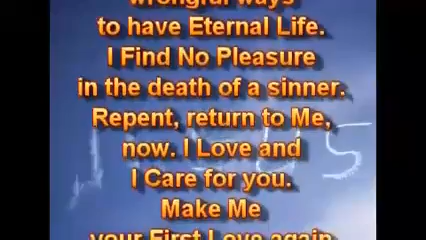 wrongful ways
to have Eternal Life.
I Find No Pleasure
in the death of a sinner.
Repent, return to Me,
now. I Love and
I Care for you.
Make Me
your First Love again